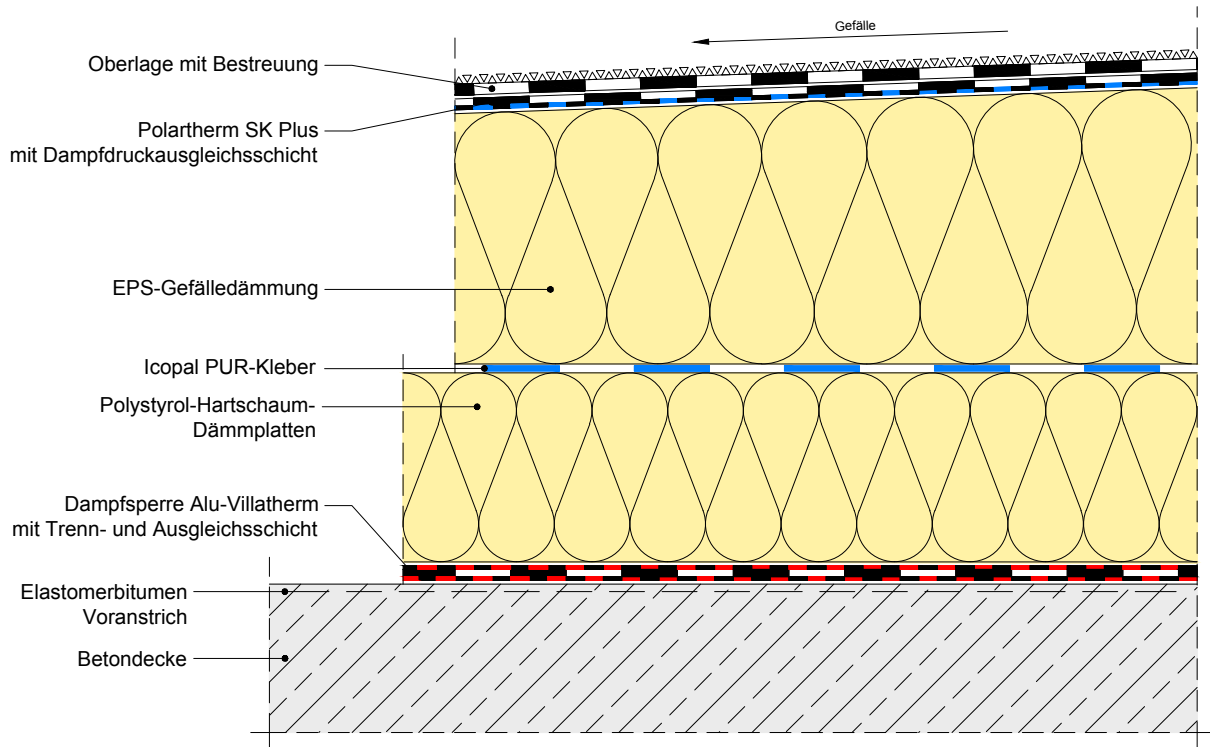 Gefälle
Oberlage mit Bestreuung
Polartherm SK Plus
mit Dampfdruckausgleichsschicht
EPS-Gefälledämmung
Icopal PUR-Kleber
Polystyrol-Hartschaum-
Dämmplatten
Dampfsperre Alu-Villatherm
mit Trenn- und Ausgleichsschicht
Elastomerbitumen
Voranstrich
Betondecke